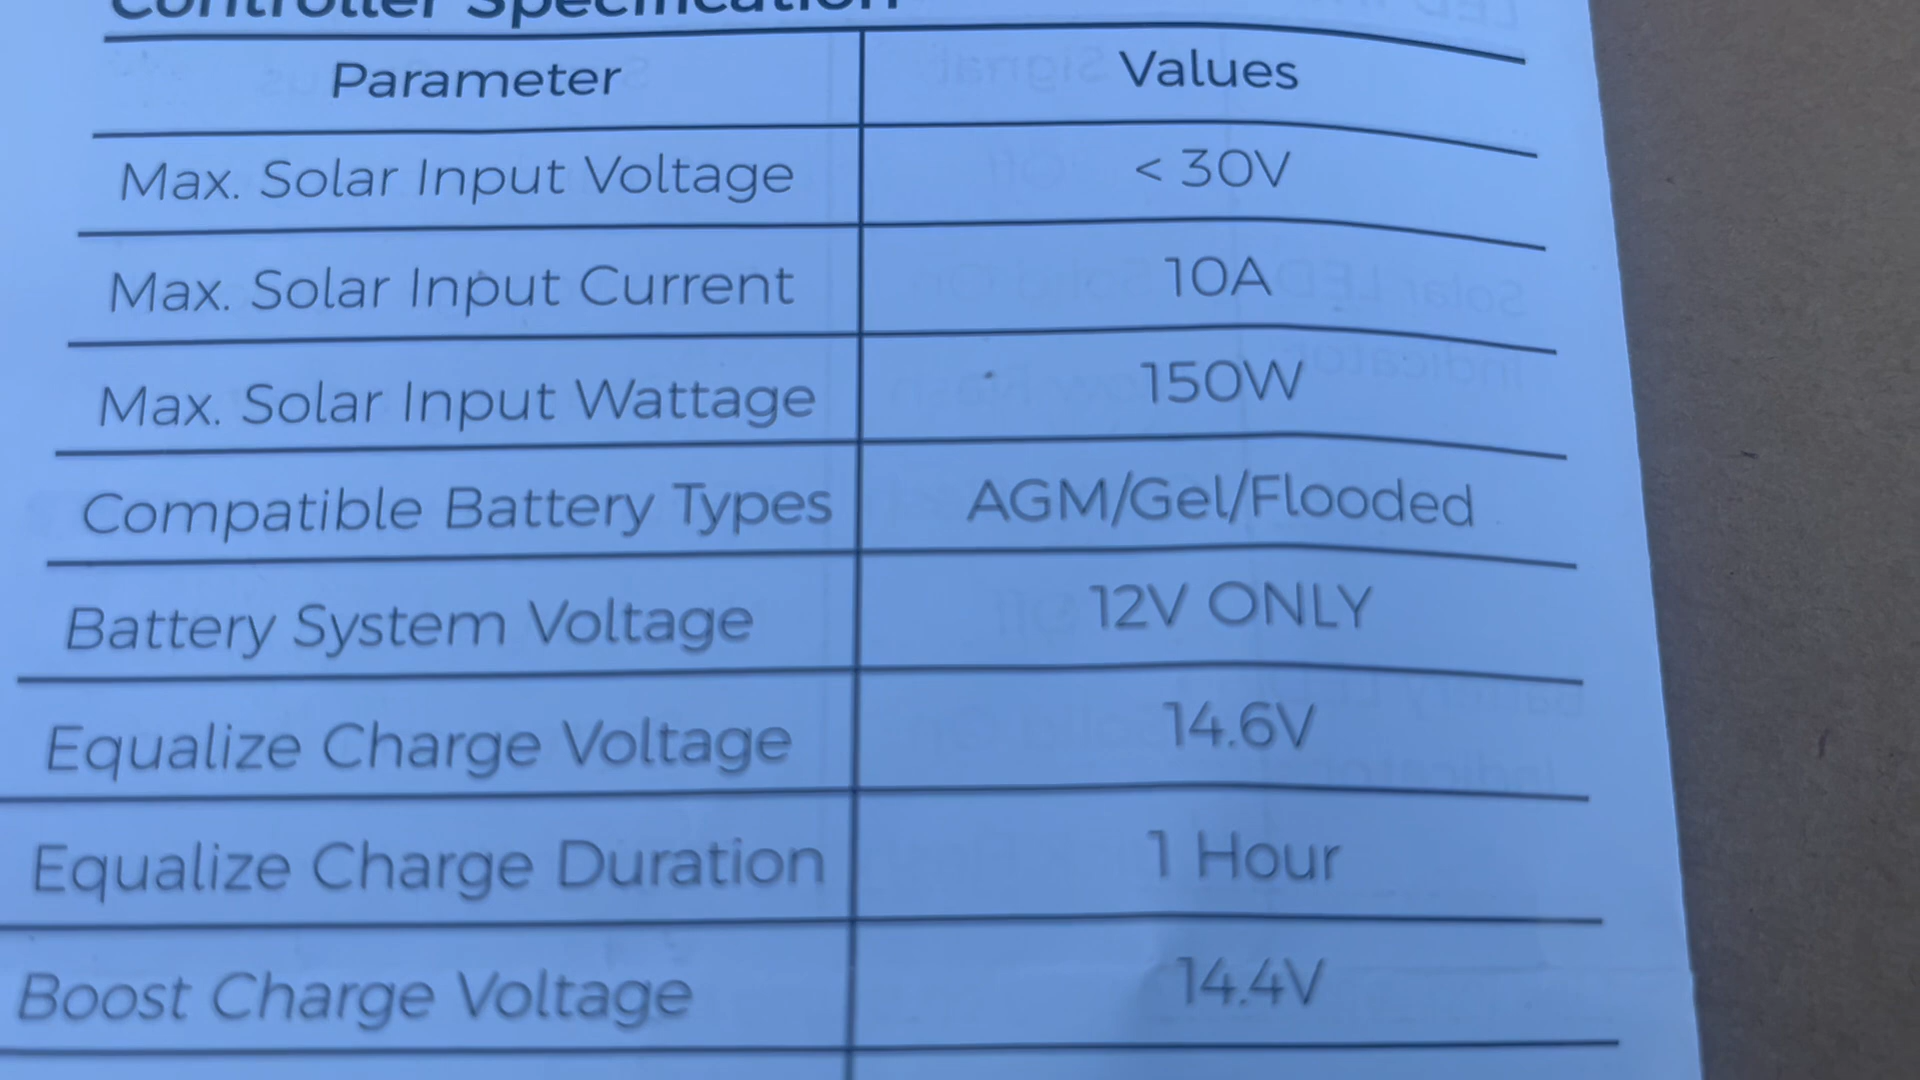 Controller Specification
Parameter Values
Max. Solar Input Voltage < 30V
Max. Solar Input Current 10A
Max. Solar Input Wattage 150W
Compatible Battery Types AGM/Gel/Flooded
Battery System Voltage 12V ONLY
Equalize Charge Voltage 14.6V
Equalize Charge Duration 1 Hour
Boost Charge Voltage 14.4V